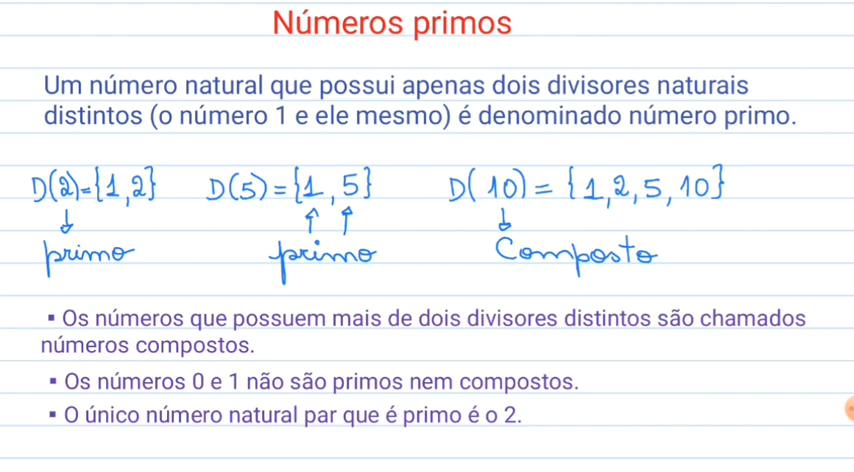 Números primos
Um número natural que possui apenas dois divisores naturais
distintos (o número 1 e ele mesmo) é denominado número primo.
D(2)={1,2} D(5)={1,5} D(10)={1,2,5,10}
primo primo Composto
▪ Os números que possuem mais de dois divisores distintos são chamados
números compostos.
▪ Os números 0 e 1 não são primos nem compostos.
▪ O único número natural par que é primo é o 2.